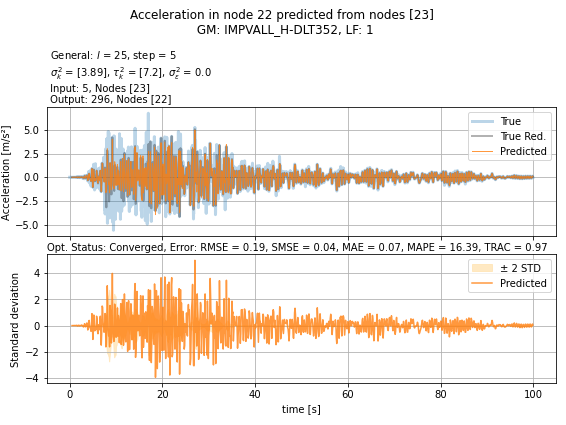 Acceleration in node 22 predicted from nodes [23]
GM: IMPVALL_H-DLT352, LF: 1
General: l = 25, step = 5
σ²ₖ = [3.89], τ²ₖ = [7.2], σ²ε = 0.0
Input: 5, Nodes [23]
Output: 296, Nodes [22]
Acceleration [m/s²]
5.0
2.5
0.0
−2.5
−5.0
True
True Red.
Predicted
Opt. Status: Converged, Error: RMSE = 0.19, SMSE = 0.04, MAE = 0.07, MAPE = 16.39, TRAC = 0.97
Standard deviation
4
2
0
−2
−4
± 2 STD
Predicted
0
20
40
60
80
100
time [s]